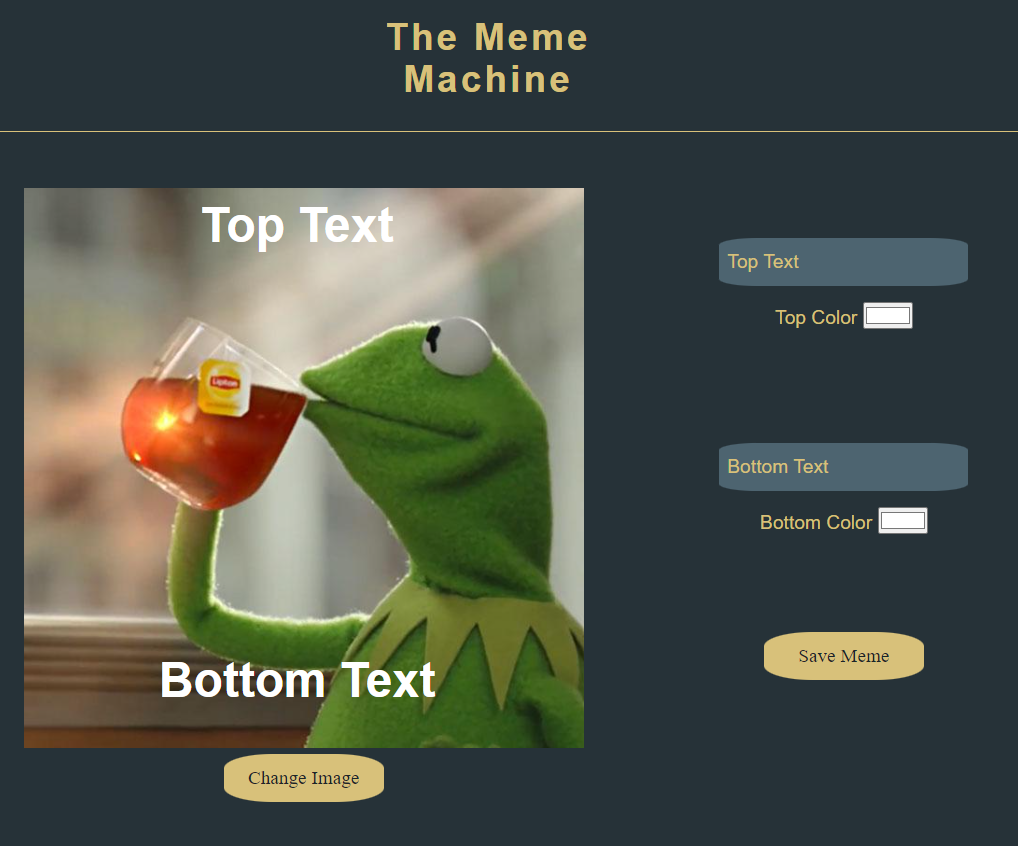 The Meme
Machine
Top Text
Lipton
Bottom Text
Change Image
Top Text
Top Color
Bottom Text
Bottom Color
Save Meme